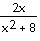 2x
x² + 8